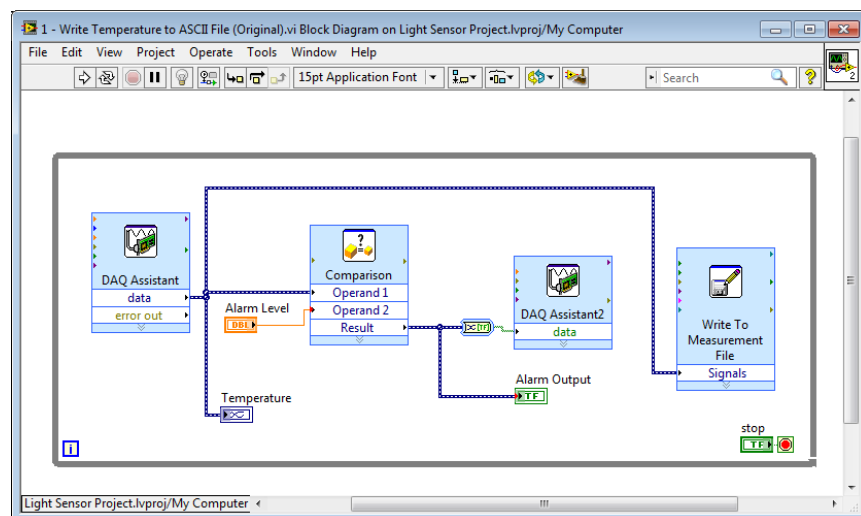 1 - Write Temperature to ASCII File (Original).vi Block Diagram on Light Sensor Project.lvproj/My Computer
File Edit View Project Operate Tools Window Help
15pt Application Font
Search
?
2
DAQ Assistant
data
error out
Alarm Level
DBL
Temperature
?
Comparison
Operand 1
Operand 2
Result
TF
DAQ Assistant2
data
Alarm Output
TF
Write To
Measurement
File
Signals
stop
TF
i
Light Sensor Project.lvproj/My Computer